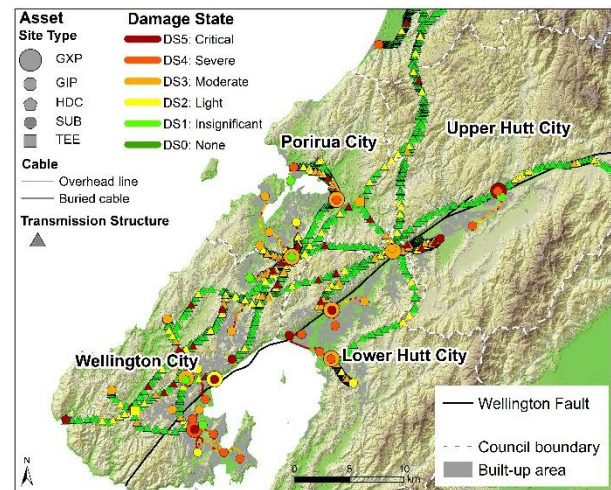 Asset
Site Type
GXP
GIP
HDC
SUB
TEE
Cable
Overhead line
Buried cable
Transmission Structure
Damage State
DS5: Critical
DS4: Severe
DS3: Moderate
DS2: Light
DS1: Insignificant
DS0: None
Porirua City
Upper Hutt City
Wellington City
Lower Hutt City
Wellington Fault
Council boundary
Built-up area
N
0 5 10
km